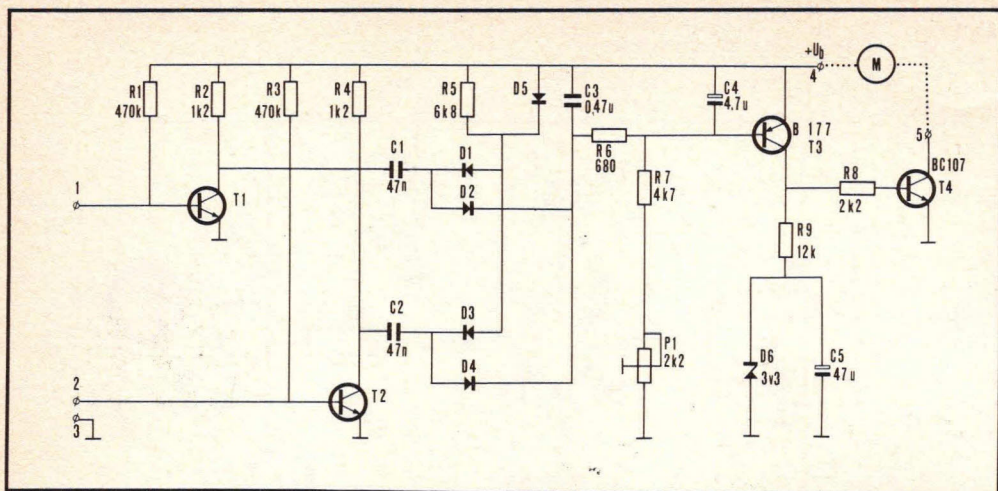 +Ub
4
M
R1
470k
R2
1k2
R3
470k
R4
1k2
R5
6k8
D5
C3
0,47u
C4
4,7u
5
B 177
T3
R6
680
BC107
T4
C1
47n
D1
D2
R7
4k7
R8
2k2
1
T1
R9
12k
C2
47n
D3
D4
P1
2k2
D6
3v3
C5
47u
2
T2
3